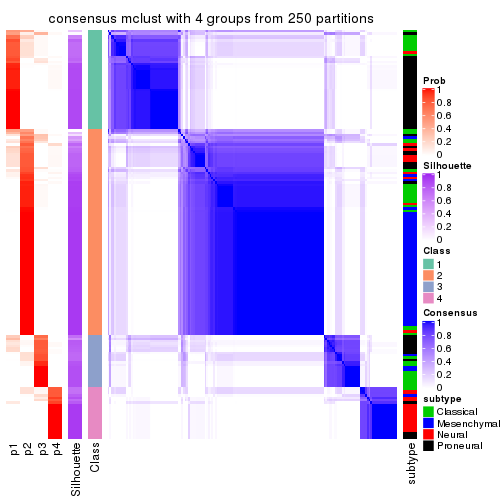 consensus mclust with 4 groups from 250 partitions
Prob
1
0.8
0.6
0.4
0.2
0
Silhouette
1
0.8
0.6
0.4
0.2
0
Class
1
2
3
4
Consensus
1
0.8
0.6
0.4
0.2
0
subtype
Classical
Mesenchymal
Neural
Proneural
p1
p2
p3
p4
Silhouette
Class
subtype